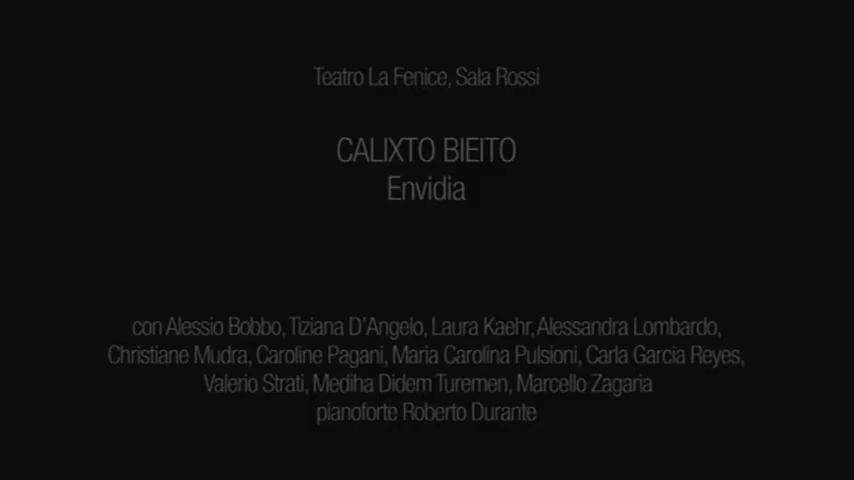 Teatro La Fenice, Sala Rossi
CALIXTO BIEITO
Envidia
con Alessio Bobbo, Tiziana D'Angelo, Laura Kaehr, Alessandra Lombardo,
Christiane Mudra, Caroline Pagani, Maria Carolina Pulsioni, Carla Garcia Reyes,
Valerio Strati, Mediha Didem Turemen, Marcello Zagaria
pianoforte Roberto Durante